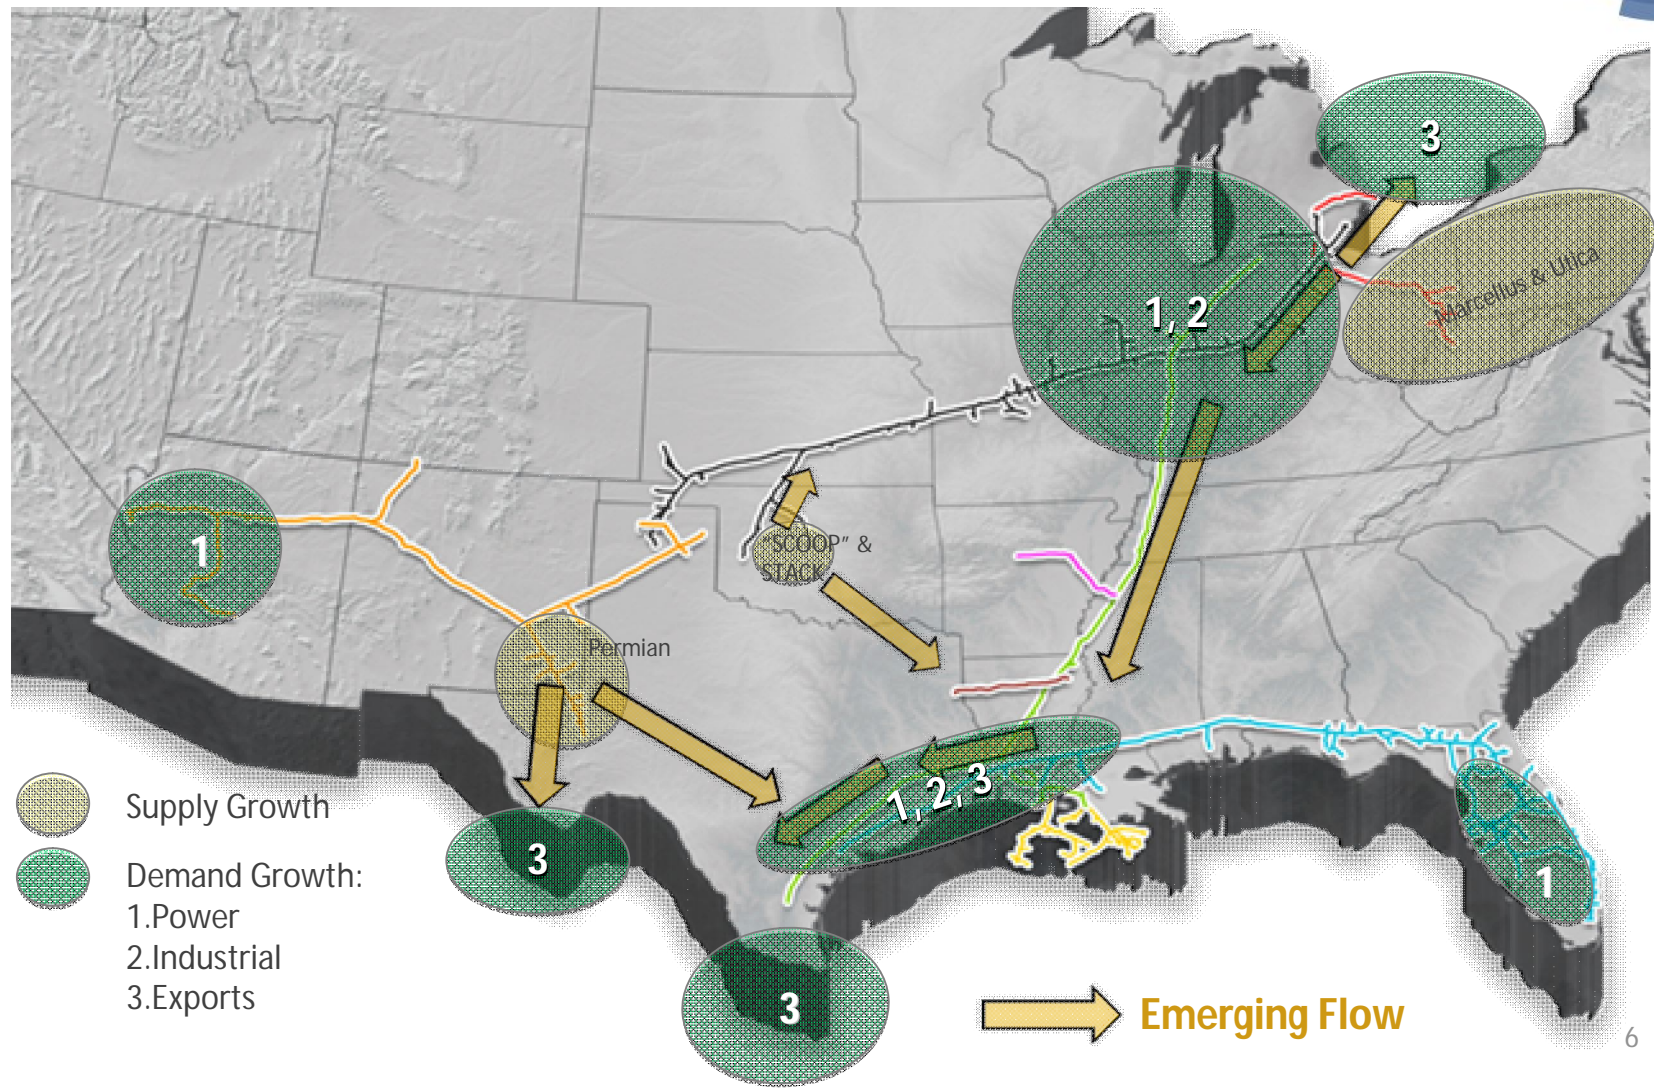 3
1, 2
Marcellus & Utica
1
"SCOOP" &
STACK
Permian
1, 2, 3
3
1
3
Supply Growth
Demand Growth:
1.Power
2.Industrial
3.Exports
Emerging Flow
6